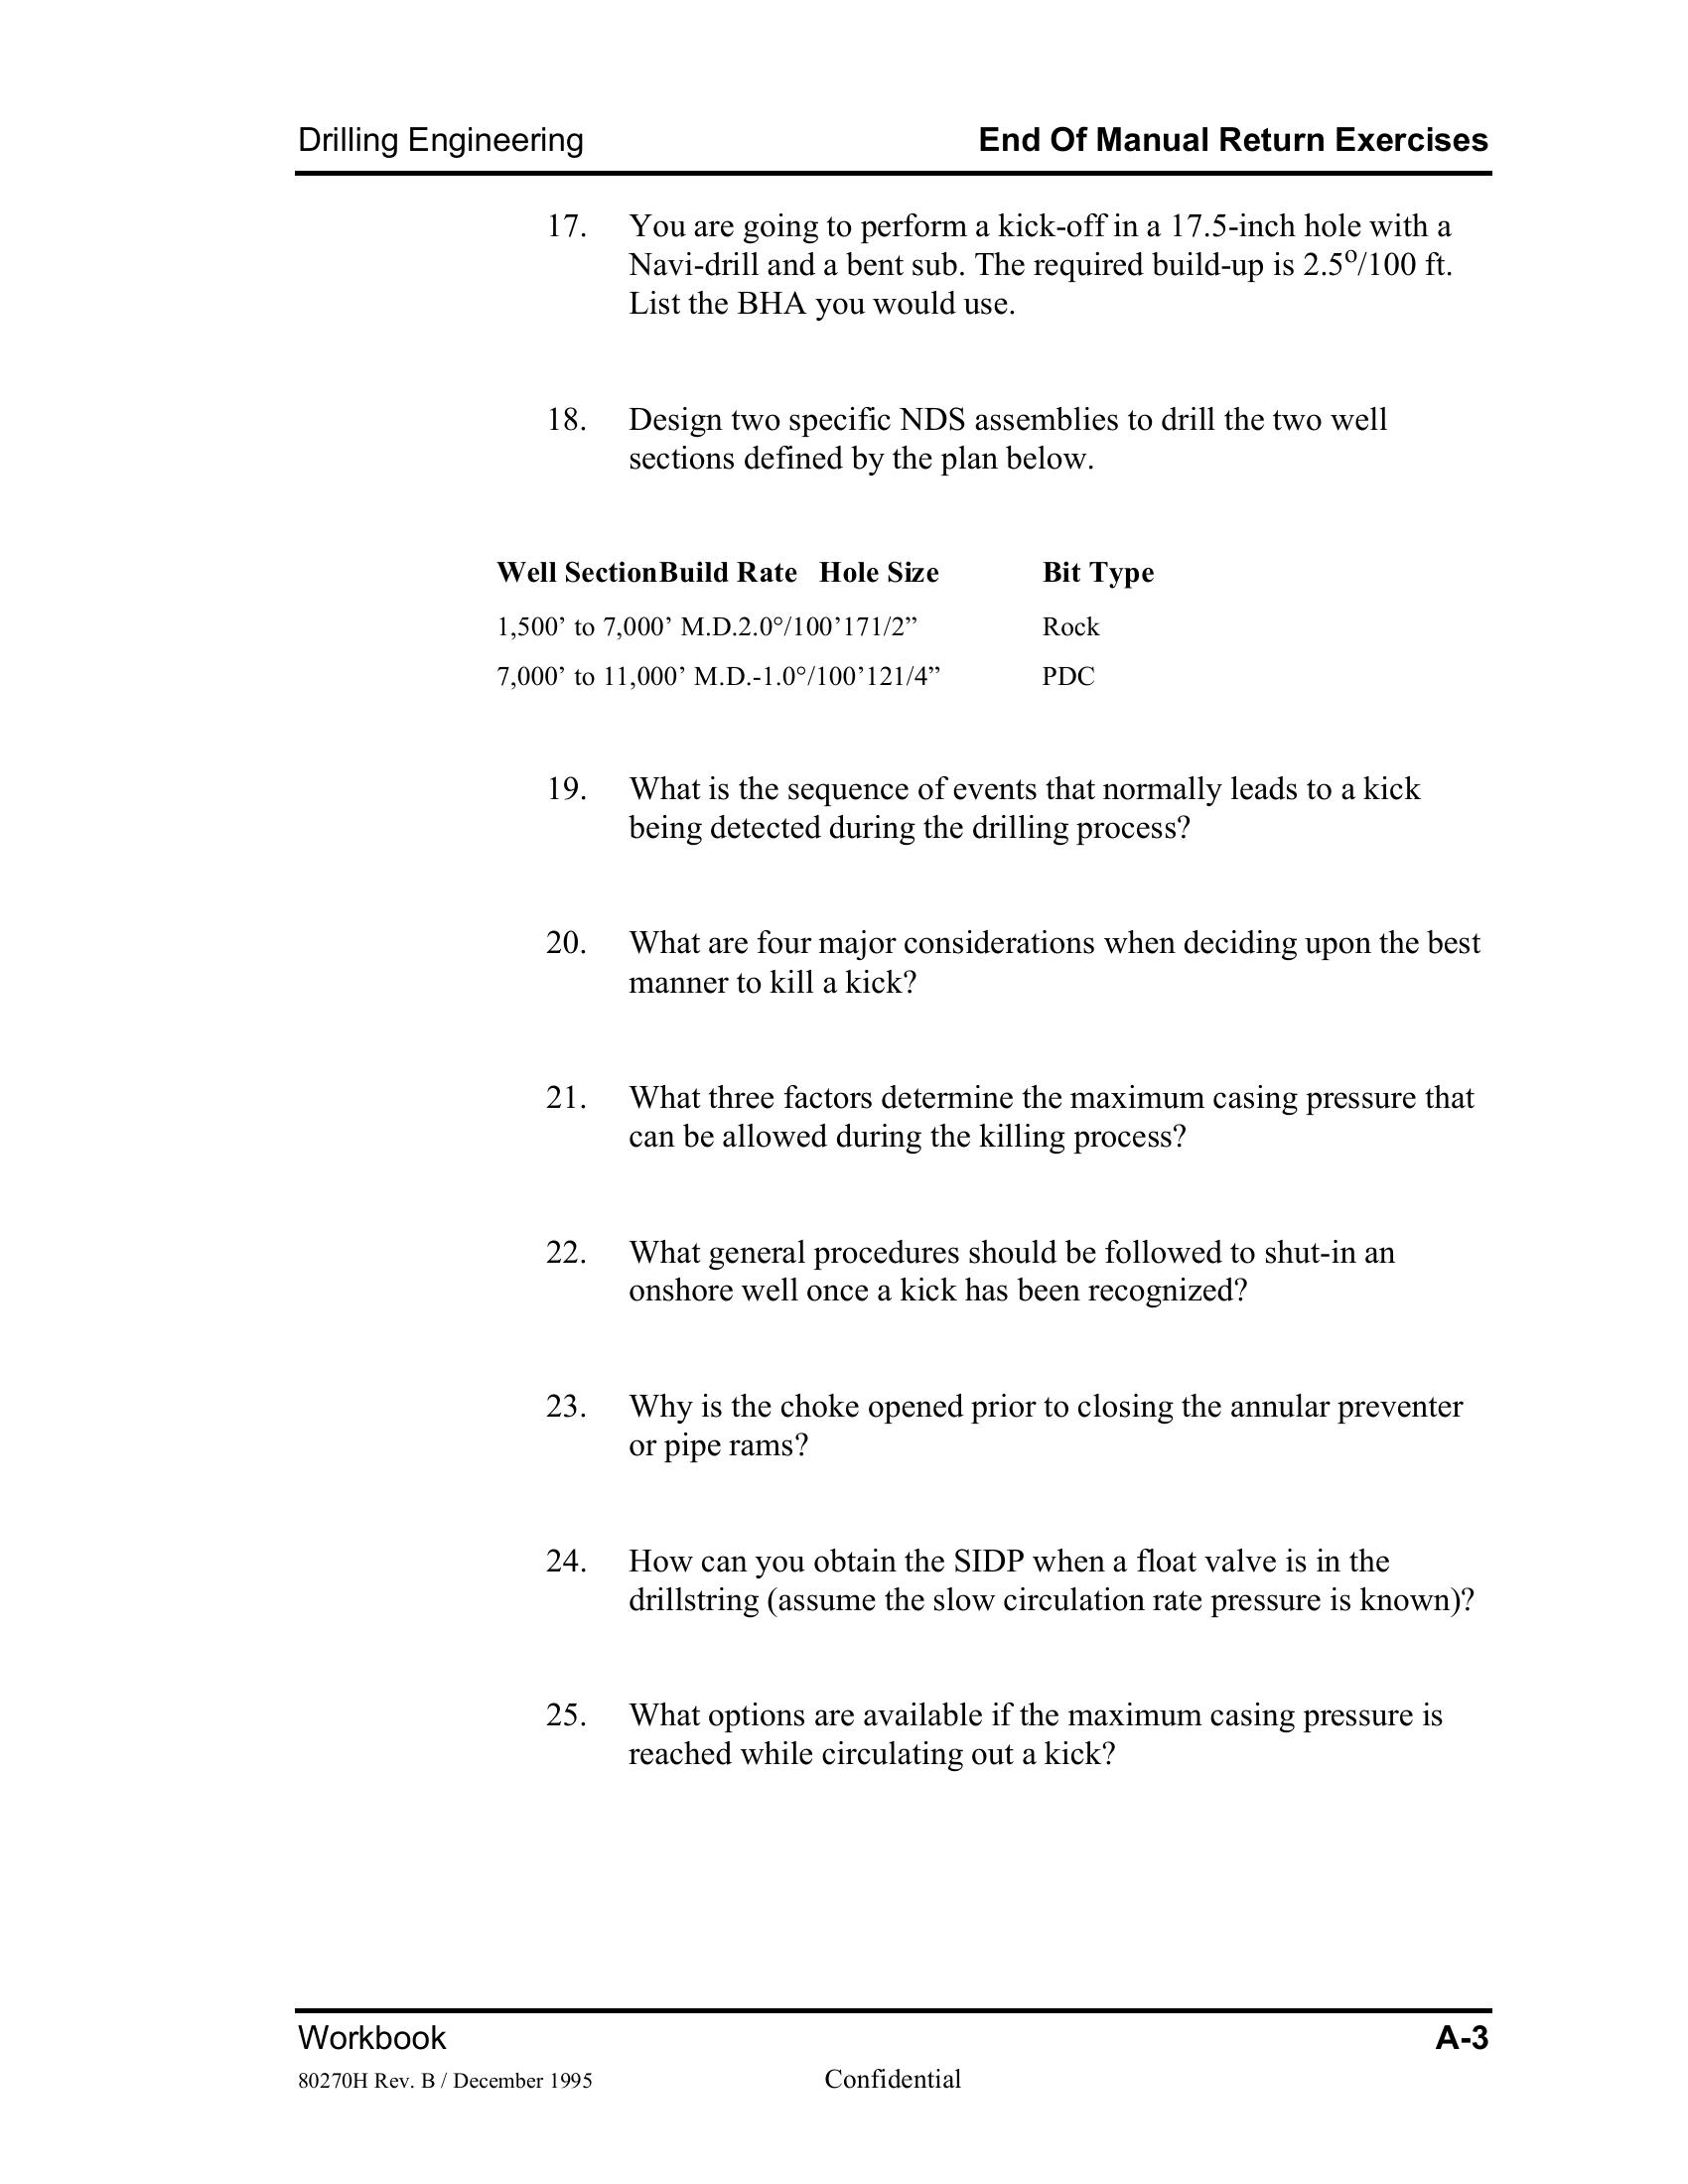 Drilling Engineering End Of Manual Return Exercises
17. You are going to perform a kick-off in a 17.5-inch hole with a
Navi-drill and a bent sub. The required build-up is 2.5o/100 ft.
List the BHA you would use.
18. Design two specific NDS assemblies to drill the two well
sections defined by the plan below.
Well SectionBuild Rate Hole Size Bit Type
1,500’ to 7,000’ M.D.2.0°/100’171/2” Rock
7,000’ to 11,000’ M.D.-1.0°/100’121/4” PDC
19. What is the sequence of events that normally leads to a kick
being detected during the drilling process?
20. What are four major considerations when deciding upon the best
manner to kill a kick?
21. What three factors determine the maximum casing pressure that
can be allowed during the killing process?
22. What general procedures should be followed to shut-in an
onshore well once a kick has been recognized?
23. Why is the choke opened prior to closing the annular preventer
or pipe rams?
24. How can you obtain the SIDP when a float valve is in the
drillstring (assume the slow circulation rate pressure is known)?
25. What options are available if the maximum casing pressure is
reached while circulating out a kick?
Workbook A-3
80270H Rev. B / December 1995 Confidential